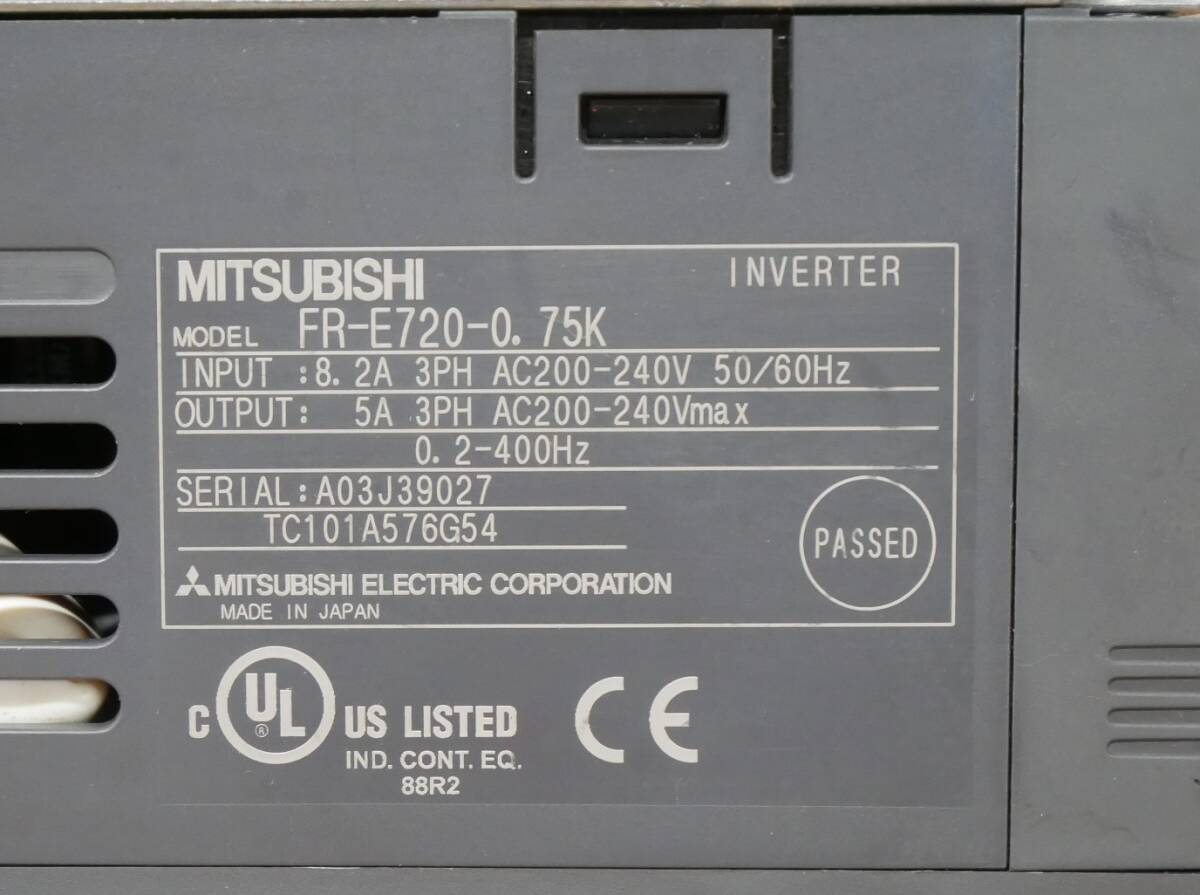 MITSUBISHI INVERTER
MODEL FR-E720-0.75K
INPUT :8.2A 3PH AC200-240V 50/60Hz
OUTPUT: 5A 3PH AC200-240Vmax
0.2-400Hz
SERIAL:A03J39027
TC101A576G54
PASSED
MITSUBISHI ELECTRIC CORPORATION
MADE IN JAPAN
C UL® US LISTED CE
IND. CONT. EQ.
88R2